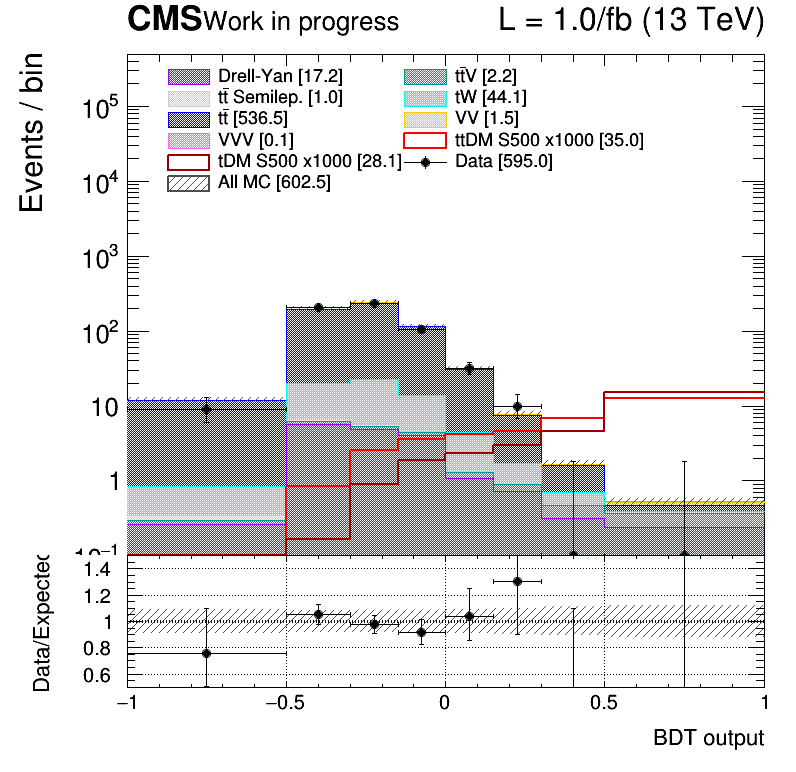 CMS Work in progress L = 1.0/fb (13 TeV)
Events / bin
Drell-Yan [17.2] tt̄V [2.2]
tt̄ Semilep. [1.0] tW [44.1]
tt̄ [536.5] VV [1.5]
VVV [0.1] ttDM S500 x1000 [35.0]
tDM S500 x1000 [28.1] Data [595.0]
All MC [602.5]
10⁵
10⁴
10³
10²
10
1
10⁻¹
Data/Expected
1.4
1.2
1
0.8
0.6
−1 −0.5 0 0.5 1
BDT output